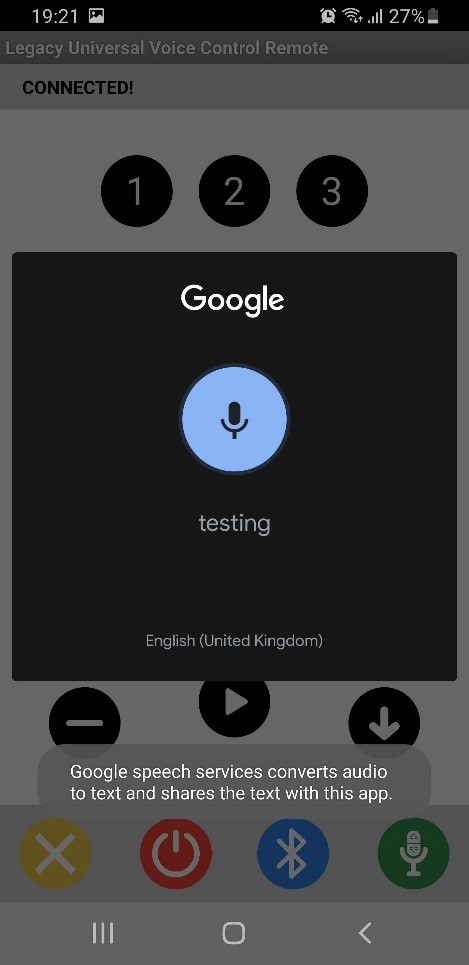 19:21 27%
Legacy Universal Voice Control Remote
CONNECTED!
1 2 3
Google
testing
English (United Kingdom)
Google speech services converts audio
to text and shares the text with this app.